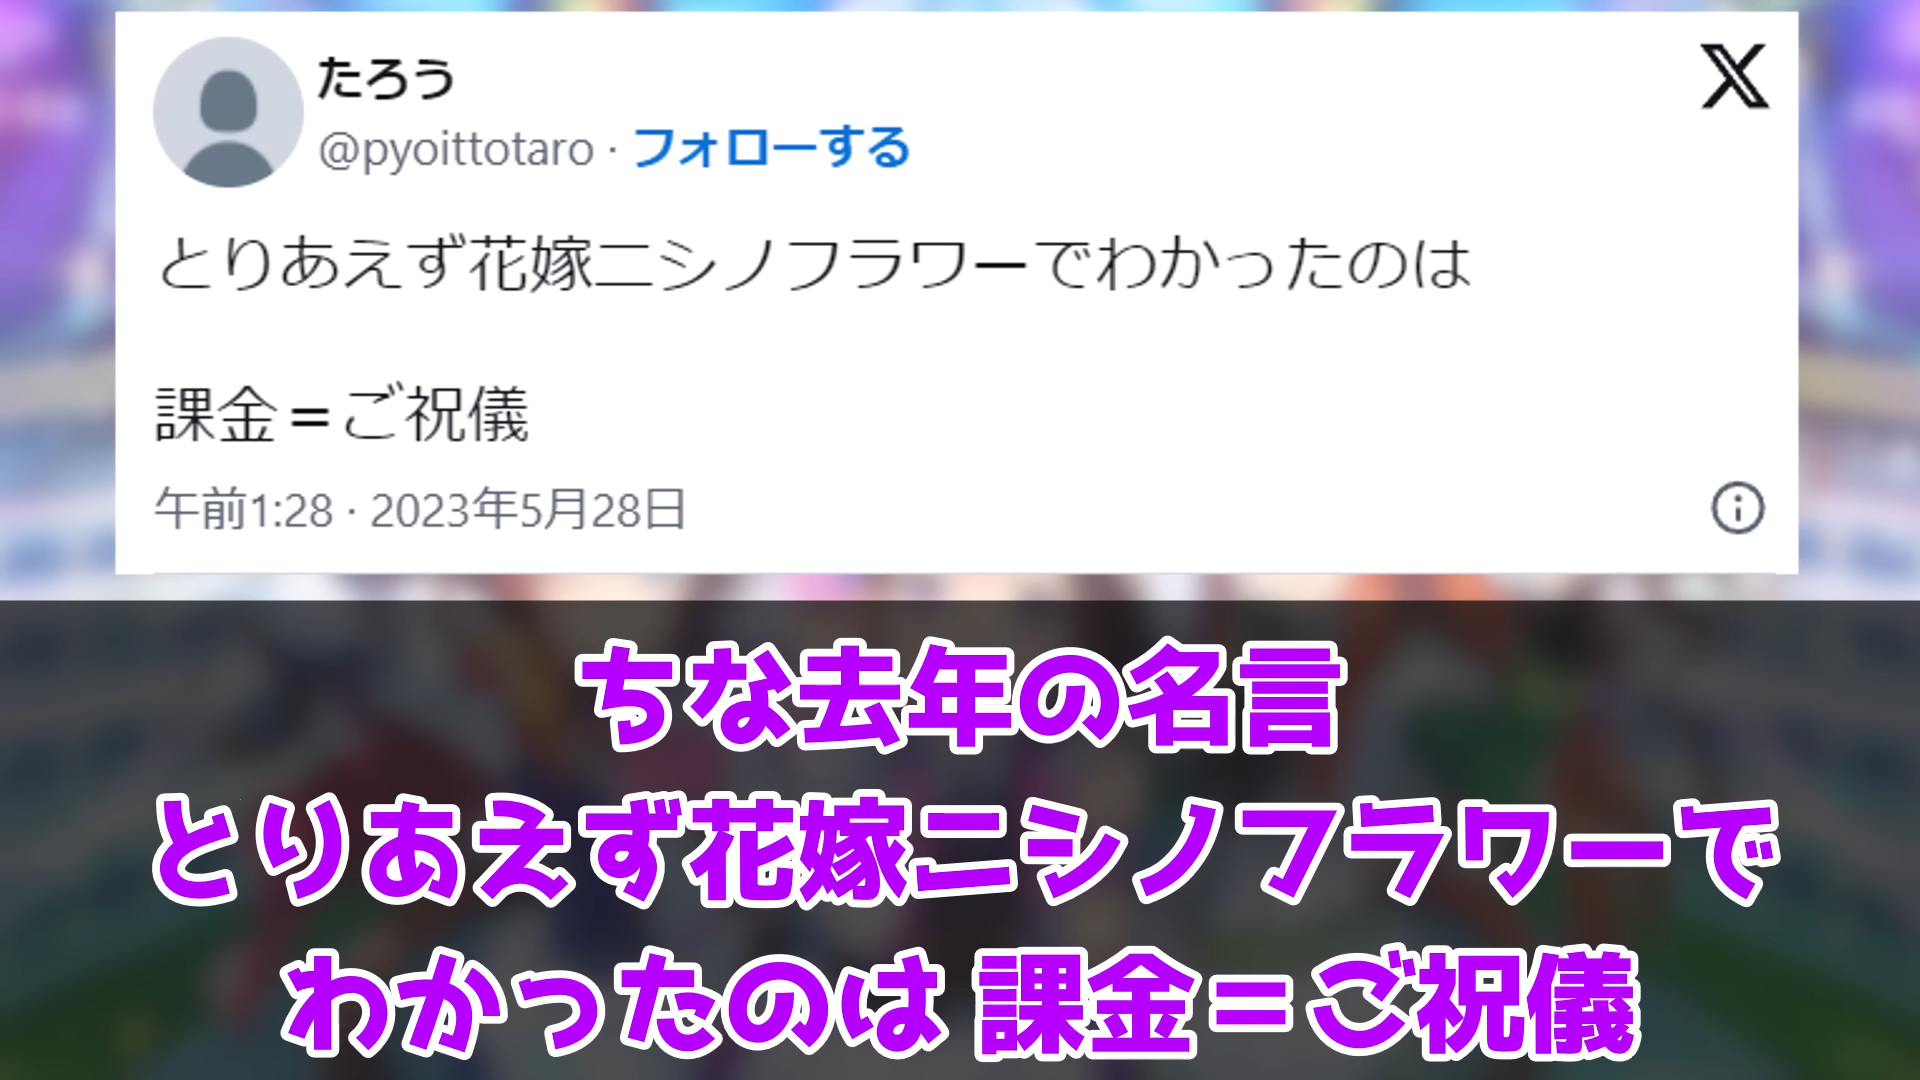 たろう
@pyoittotaro · フォローする
とりあえず花嫁ニシノフラワーでわかったのは
課金=ご祝儀
午前1:28 · 2023年5月28日
ちな去年の名言
とりあえず花嫁ニシノフラワーで
わかったのは 課金=ご祝儀